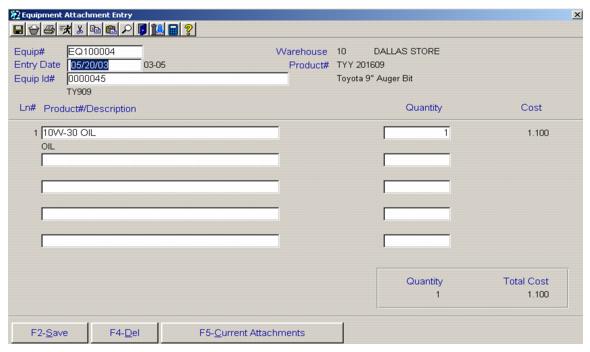 Equipment Attachment Entry
Equip# EQ100004 Warehouse 10 DALLAS STORE
Entry Date 05/20/03 03-05 Product# TYY 201609
Equip Id# 0000045 Toyota 9" Auger Bit
TY909
Ln# Product#/Description Quantity Cost
1 10W-30 OIL 1 1.100
OIL
Quantity Total Cost
1 1.100
F2-Save F4-Del F5-Current Attachments